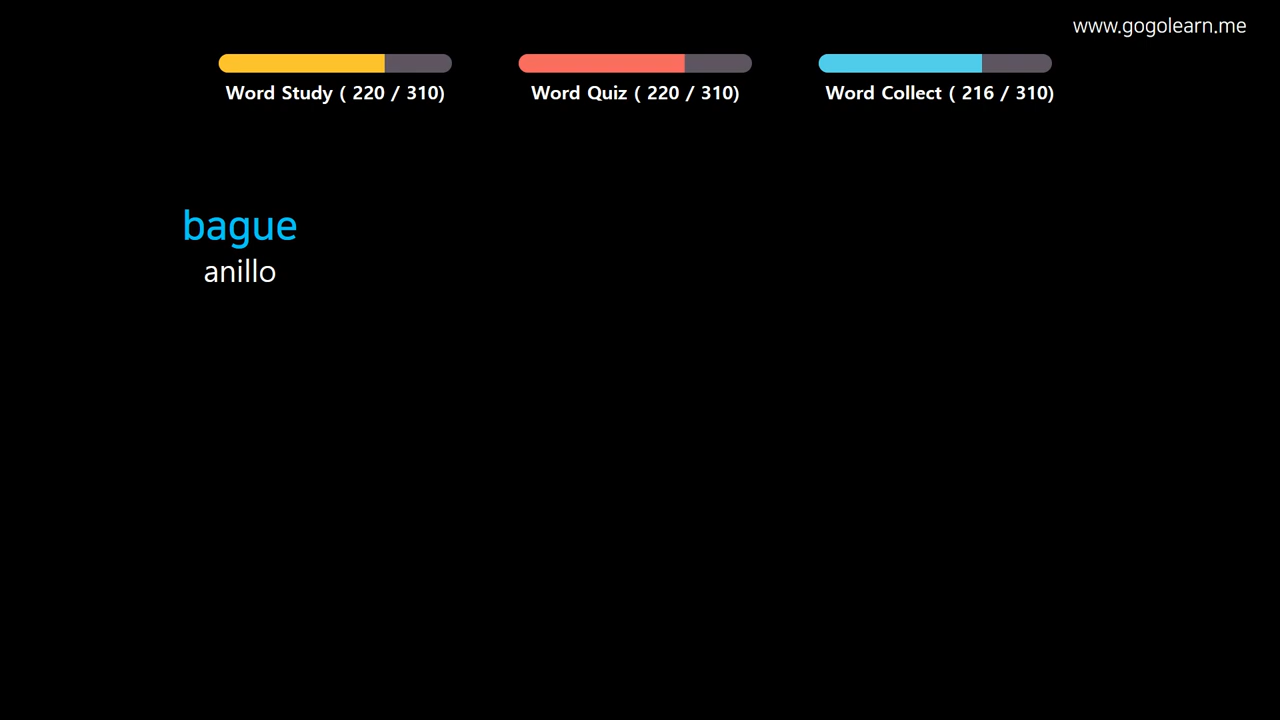 www.gogolearn.me
Word Study ( 220 / 310)
Word Quiz ( 220 / 310)
Word Collect ( 216 / 310)
bague
anillo